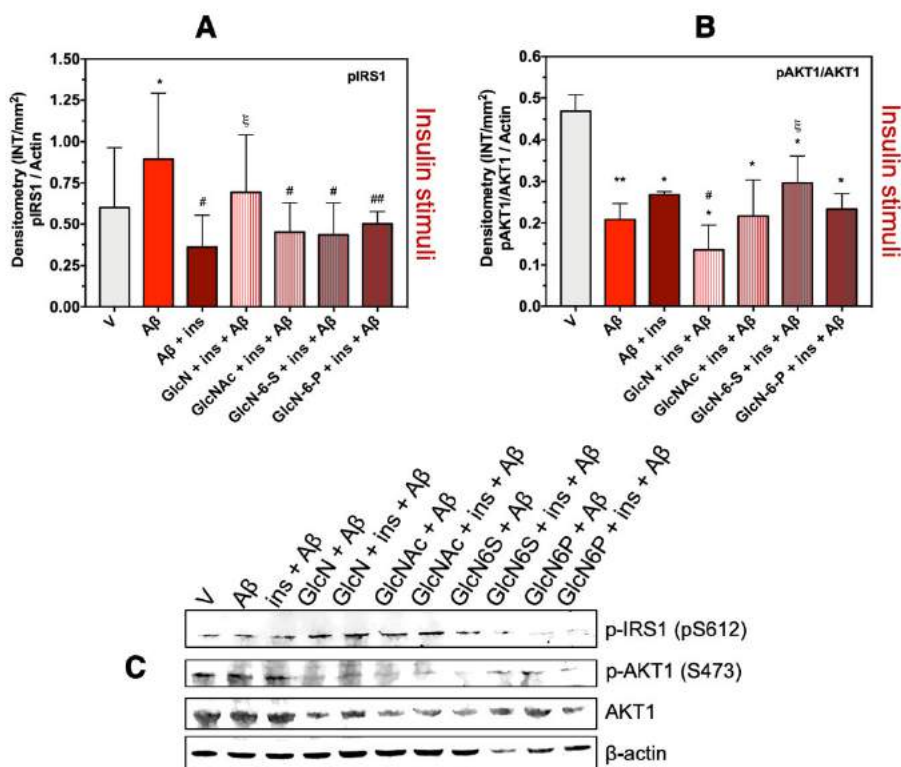 A
1.50
1.25
1.00
0.75
0.50
0.25
0.00
Densitometry (INT/mm²)
pIRS1 / Actin
pIRS1
*
#
ξ
#
#
##
V
Aβ
Aβ + ins
GlcN + ins + Aβ
GlcNAc + ins + Aβ
GlcN-6-S + ins + Aβ
GlcN-6-P + ins + Aβ
Insulin stimuli
B
0.6
0.5
0.4
0.3
0.2
0.1
0.0
Densitometry (INT/mm²)
pAKT1/AKT1 / Actin
pAKT1/AKT1
**
*
#
*
*
ξ
*
*
V
Aβ
Aβ + ins
GlcN + ins + Aβ
GlcNAc + ins + Aβ
GlcN-6-S + ins + Aβ
GlcN-6-P + ins + Aβ
Insulin stimuli
C
V
Aβ
ins + Aβ
GlcN + Aβ
GlcN + ins + Aβ
GlcNAc + Aβ
GlcNAc + ins + Aβ
GlcN6S + Aβ
GlcN6S + ins + Aβ
GlcN6P + Aβ
GlcN6P + ins + Aβ
p-IRS1 (pS612)
p-AKT1 (S473)
AKT1
β-actin